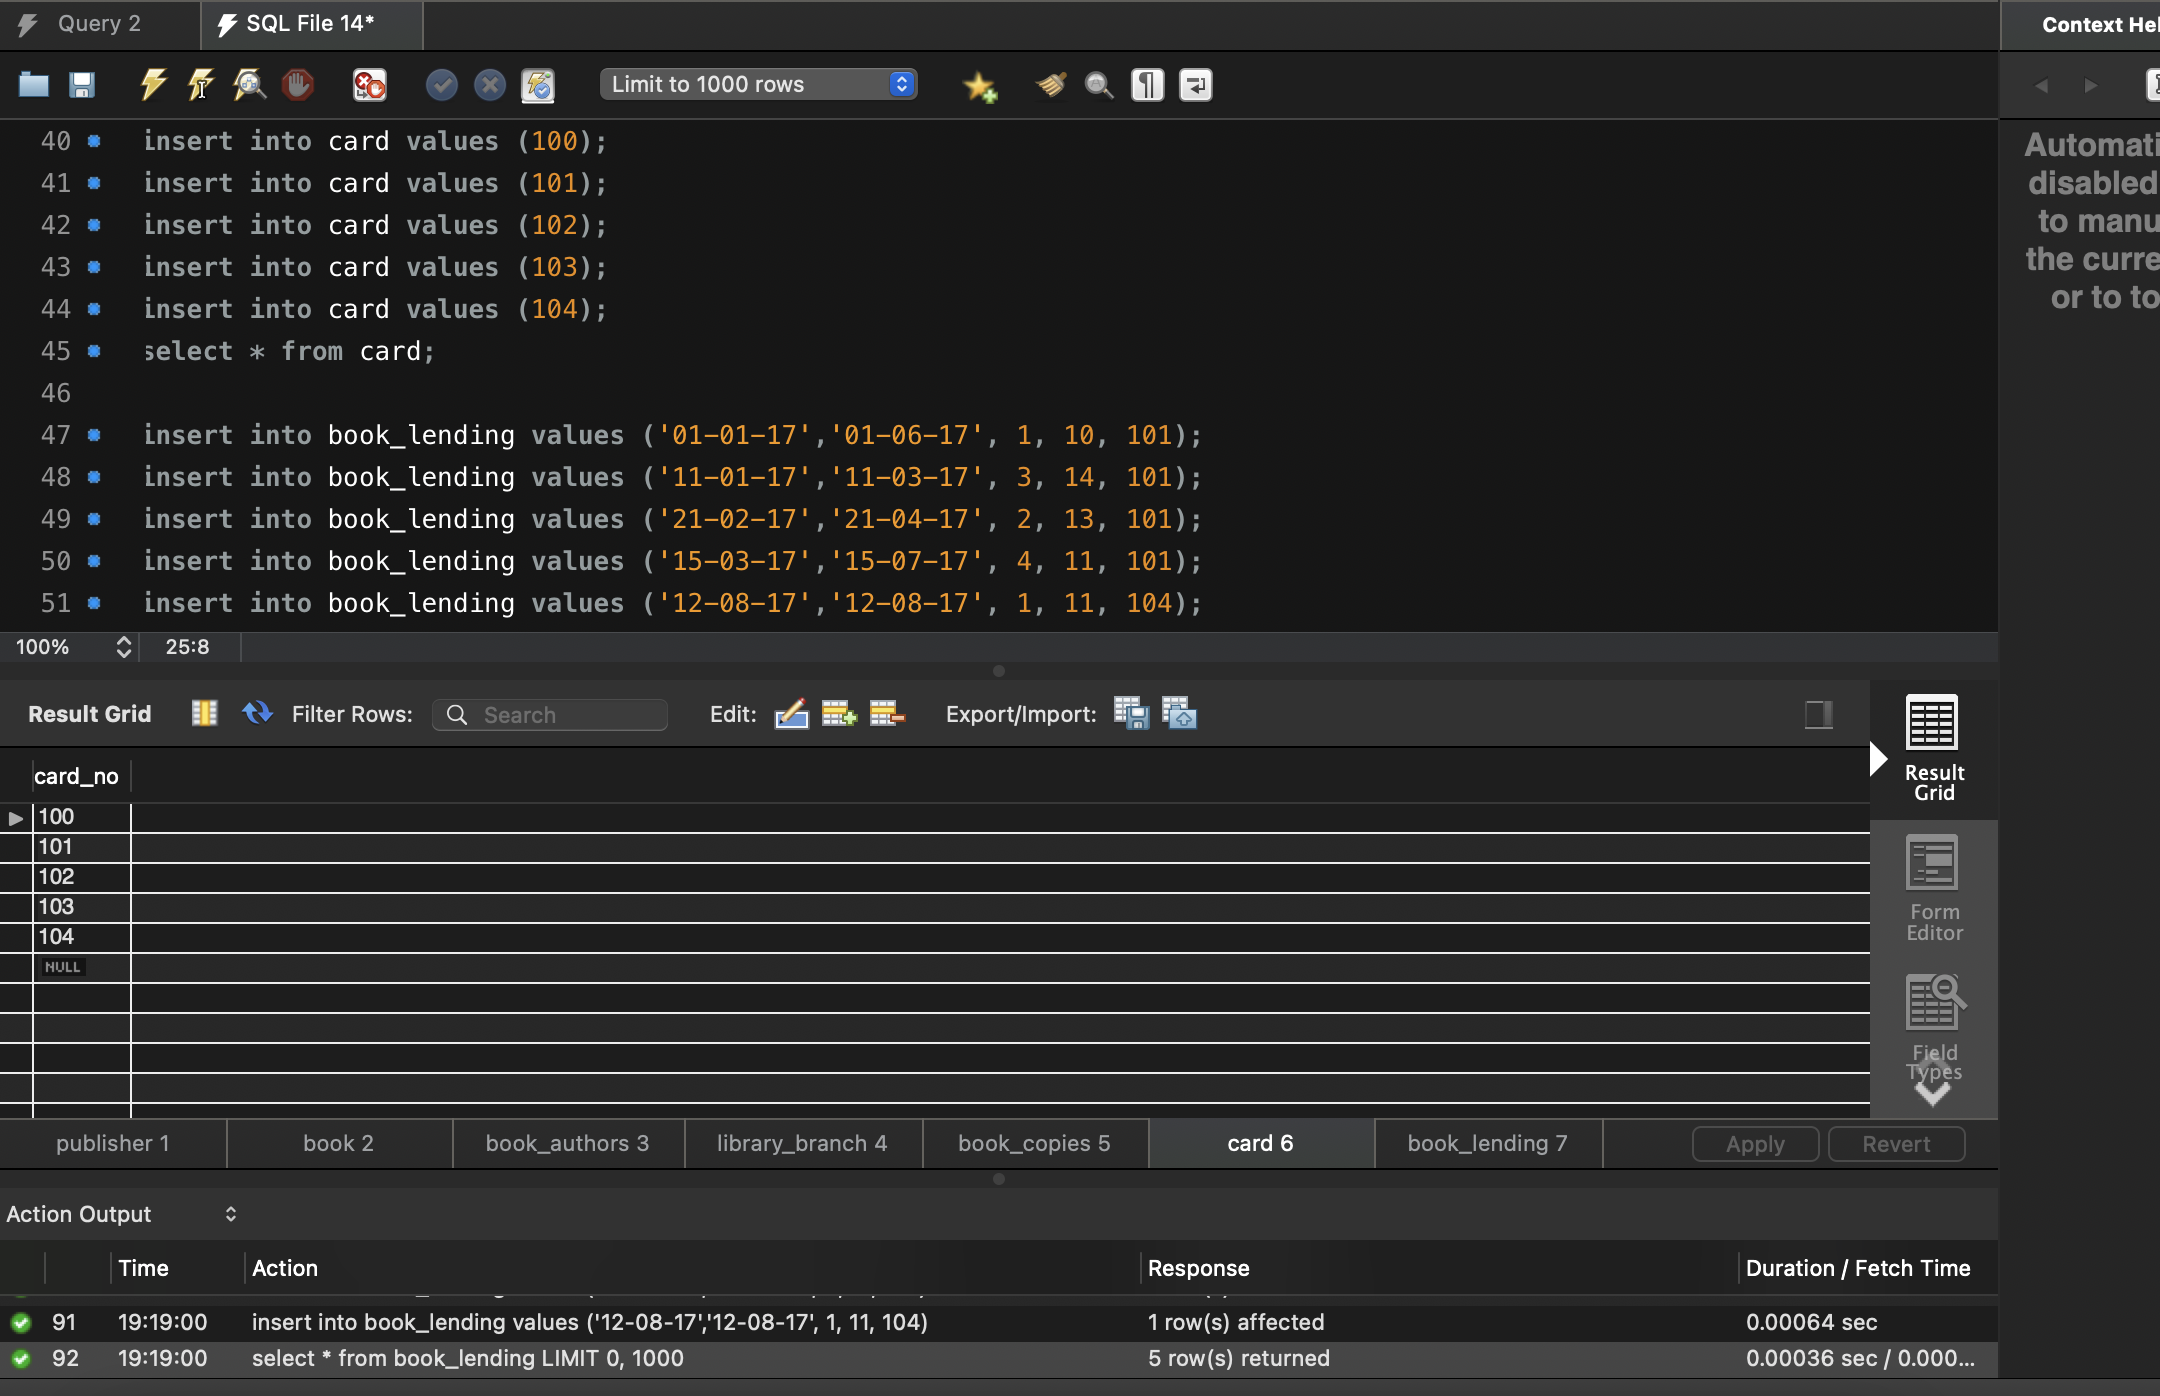 Query 2
SQL File 14*
Context Hel
Limit to 1000 rows
Automati
disabled
to manu
the curre
or to to
40 insert into card values (100);
41 insert into card values (101);
42 insert into card values (102);
43 insert into card values (103);
44 insert into card values (104);
45 select * from card;
46
47 insert into book_lending values ('01-01-17','01-06-17', 1, 10, 101);
48 insert into book_lending values ('11-01-17','11-03-17', 3, 14, 101);
49 insert into book_lending values ('21-02-17','21-04-17', 2, 13, 101);
50 insert into book_lending values ('15-03-17','15-07-17', 4, 11, 101);
51 insert into book_lending values ('12-08-17','12-08-17', 1, 11, 104);
100% 25:8
Result Grid Filter Rows: Search Edit: Export/Import:
card_no
100
101
102
103
104
NULL
Result
Grid
Form
Editor
Field
Types
publisher 1 book 2 book_authors 3 library_branch 4 book_copies 5 card 6 book_lending 7 Apply Revert
Action Output
Time Action Response Duration / Fetch Time
91 19:19:00 insert into book_lending values ('12-08-17','12-08-17', 1, 11, 104) 1 row(s) affected 0.00064 sec
92 19:19:00 select * from book_lending LIMIT 0, 1000 5 row(s) returned 0.00036 sec / 0.000...